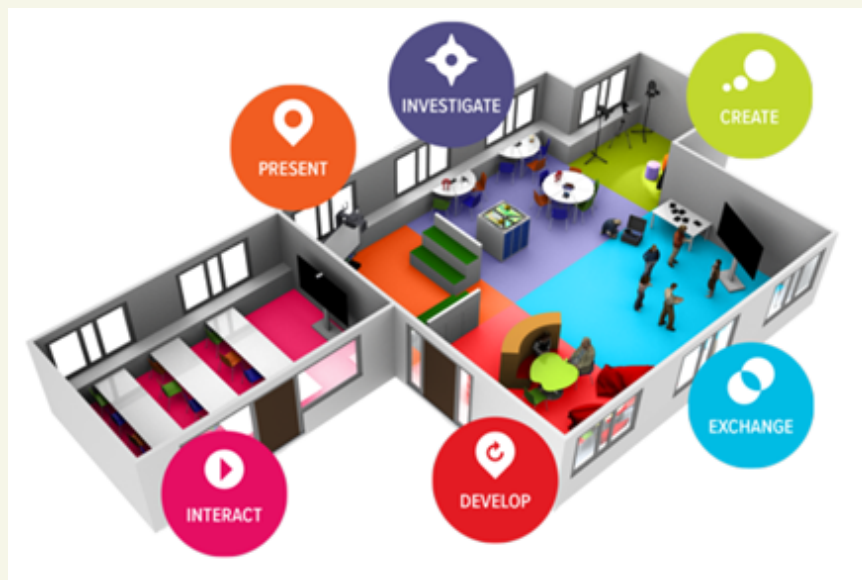 INVESTIGATE
CREATE
PRESENT
EXCHANGE
DEVELOP
INTERACT